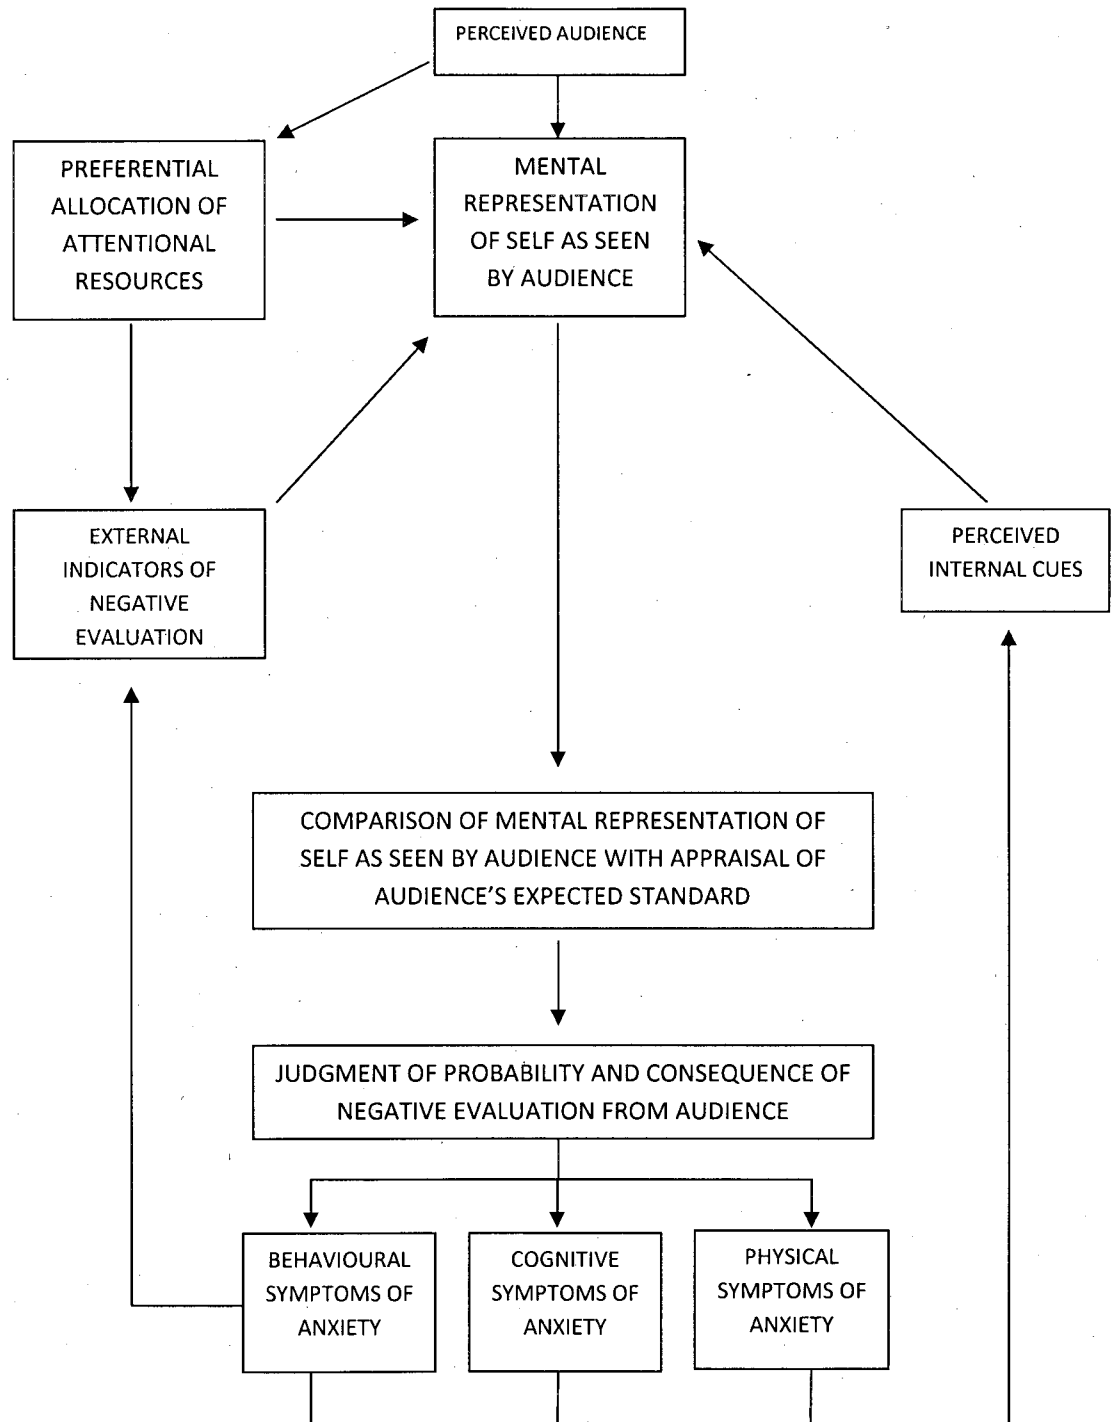 PERCEIVED AUDIENCE
PREFERENTIAL
ALLOCATION OF
ATTENTIONAL
RESOURCES
MENTAL
REPRESENTATION
OF SELF AS SEEN
BY AUDIENCE
EXTERNAL
INDICATORS OF
NEGATIVE
EVALUATION
PERCEIVED
INTERNAL CUES
COMPARISON OF MENTAL REPRESENTATION OF
SELF AS SEEN BY AUDIENCE WITH APPRAISAL OF
AUDIENCE’S EXPECTED STANDARD
JUDGMENT OF PROBABILITY AND CONSEQUENCE OF
NEGATIVE EVALUATION FROM AUDIENCE
BEHAVIOURAL
SYMPTOMS OF
ANXIETY
COGNITIVE
SYMPTOMS OF
ANXIETY
PHYSICAL
SYMPTOMS OF
ANXIETY